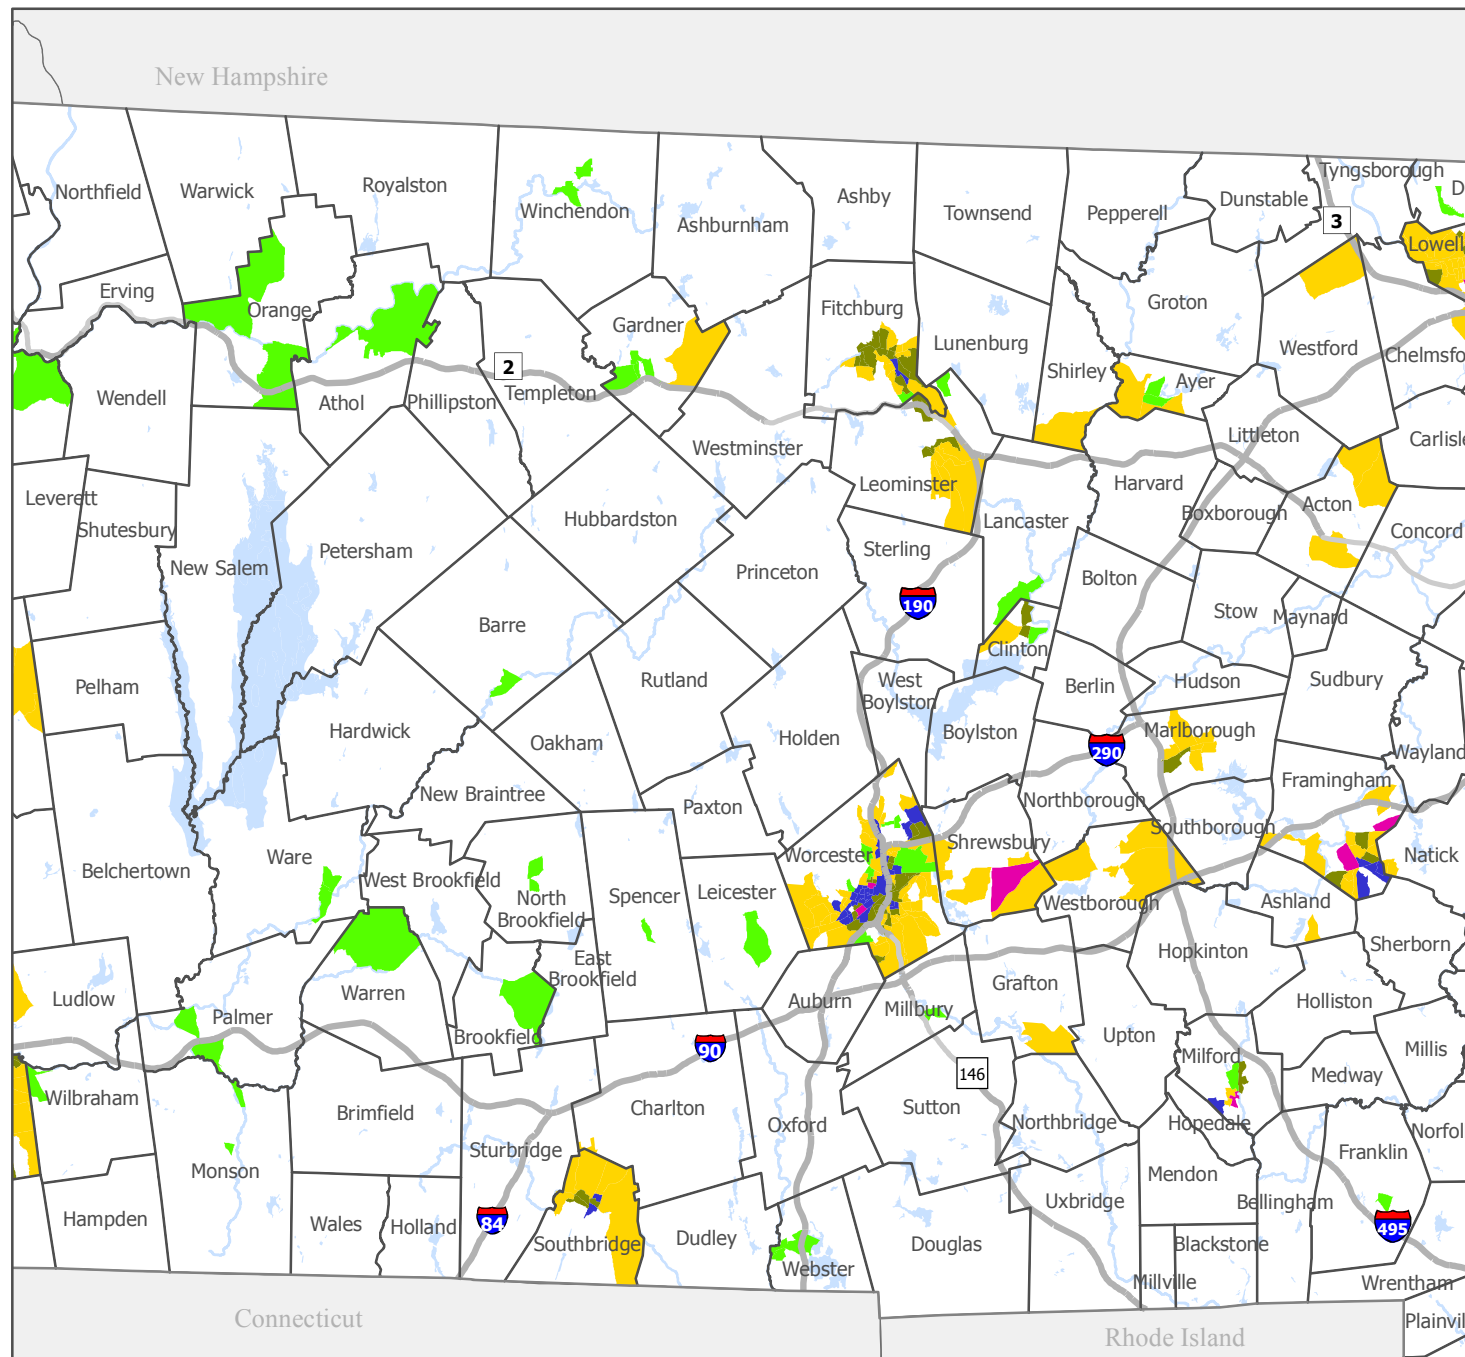 New Hampshire
Tyngsborough
Northfield
Warwick
Royalston
Winchendon
Ashburnham
Ashby
Townsend
Pepperell
Dunstable
D
3
Lowell
Erving
Orange
Gardner
Fitchburg
Lunenburg
Groton
Westford
Chelmsfo
Shirley
Ayer
2
Wendell
Athol
Phillipston
Templeton
Westminster
Littleton
Carlisle
Leverett
Shutesbury
Leominster
Harvard
Boxborough
Acton
Concord
Hubbardston
Lancaster
New Salem
Petersham
Princeton
Sterling
Bolton
190
Stow
Maynard
Barre
Clinton
Pelham
Rutland
West
Boylston
Berlin
Hudson
Sudbury
Hardwick
Oakham
Holden
Boylston
290
Marlborough
Wayland
Framingham
New Braintree
Paxton
Northborough
Southborough
Shrewsbury
Worcester
Natick
Ware
Belchertown
West Brookfield
North
Brookfield
Spencer
Leicester
Westborough
Ashland
East
Brookfield
Hopkinton
Sherborn
Ludlow
Warren
Palmer
Auburn
Millbury
Grafton
Holliston
Brookfield
Upton
Milford
Millis
90
146
Medway
Wilbraham
Brimfield
Charlton
Oxford
Sutton
Northbridge
Hopedale
Norfol
Sturbridge
Franklin
Monson
Mendon
Bellingham
Hampden
Wales
Holland
84
Southbridge
Dudley
Webster
Douglas
Uxbridge
Blackstone
495
Millville
Wrentham
Connecticut
Rhode Island
Plainvil